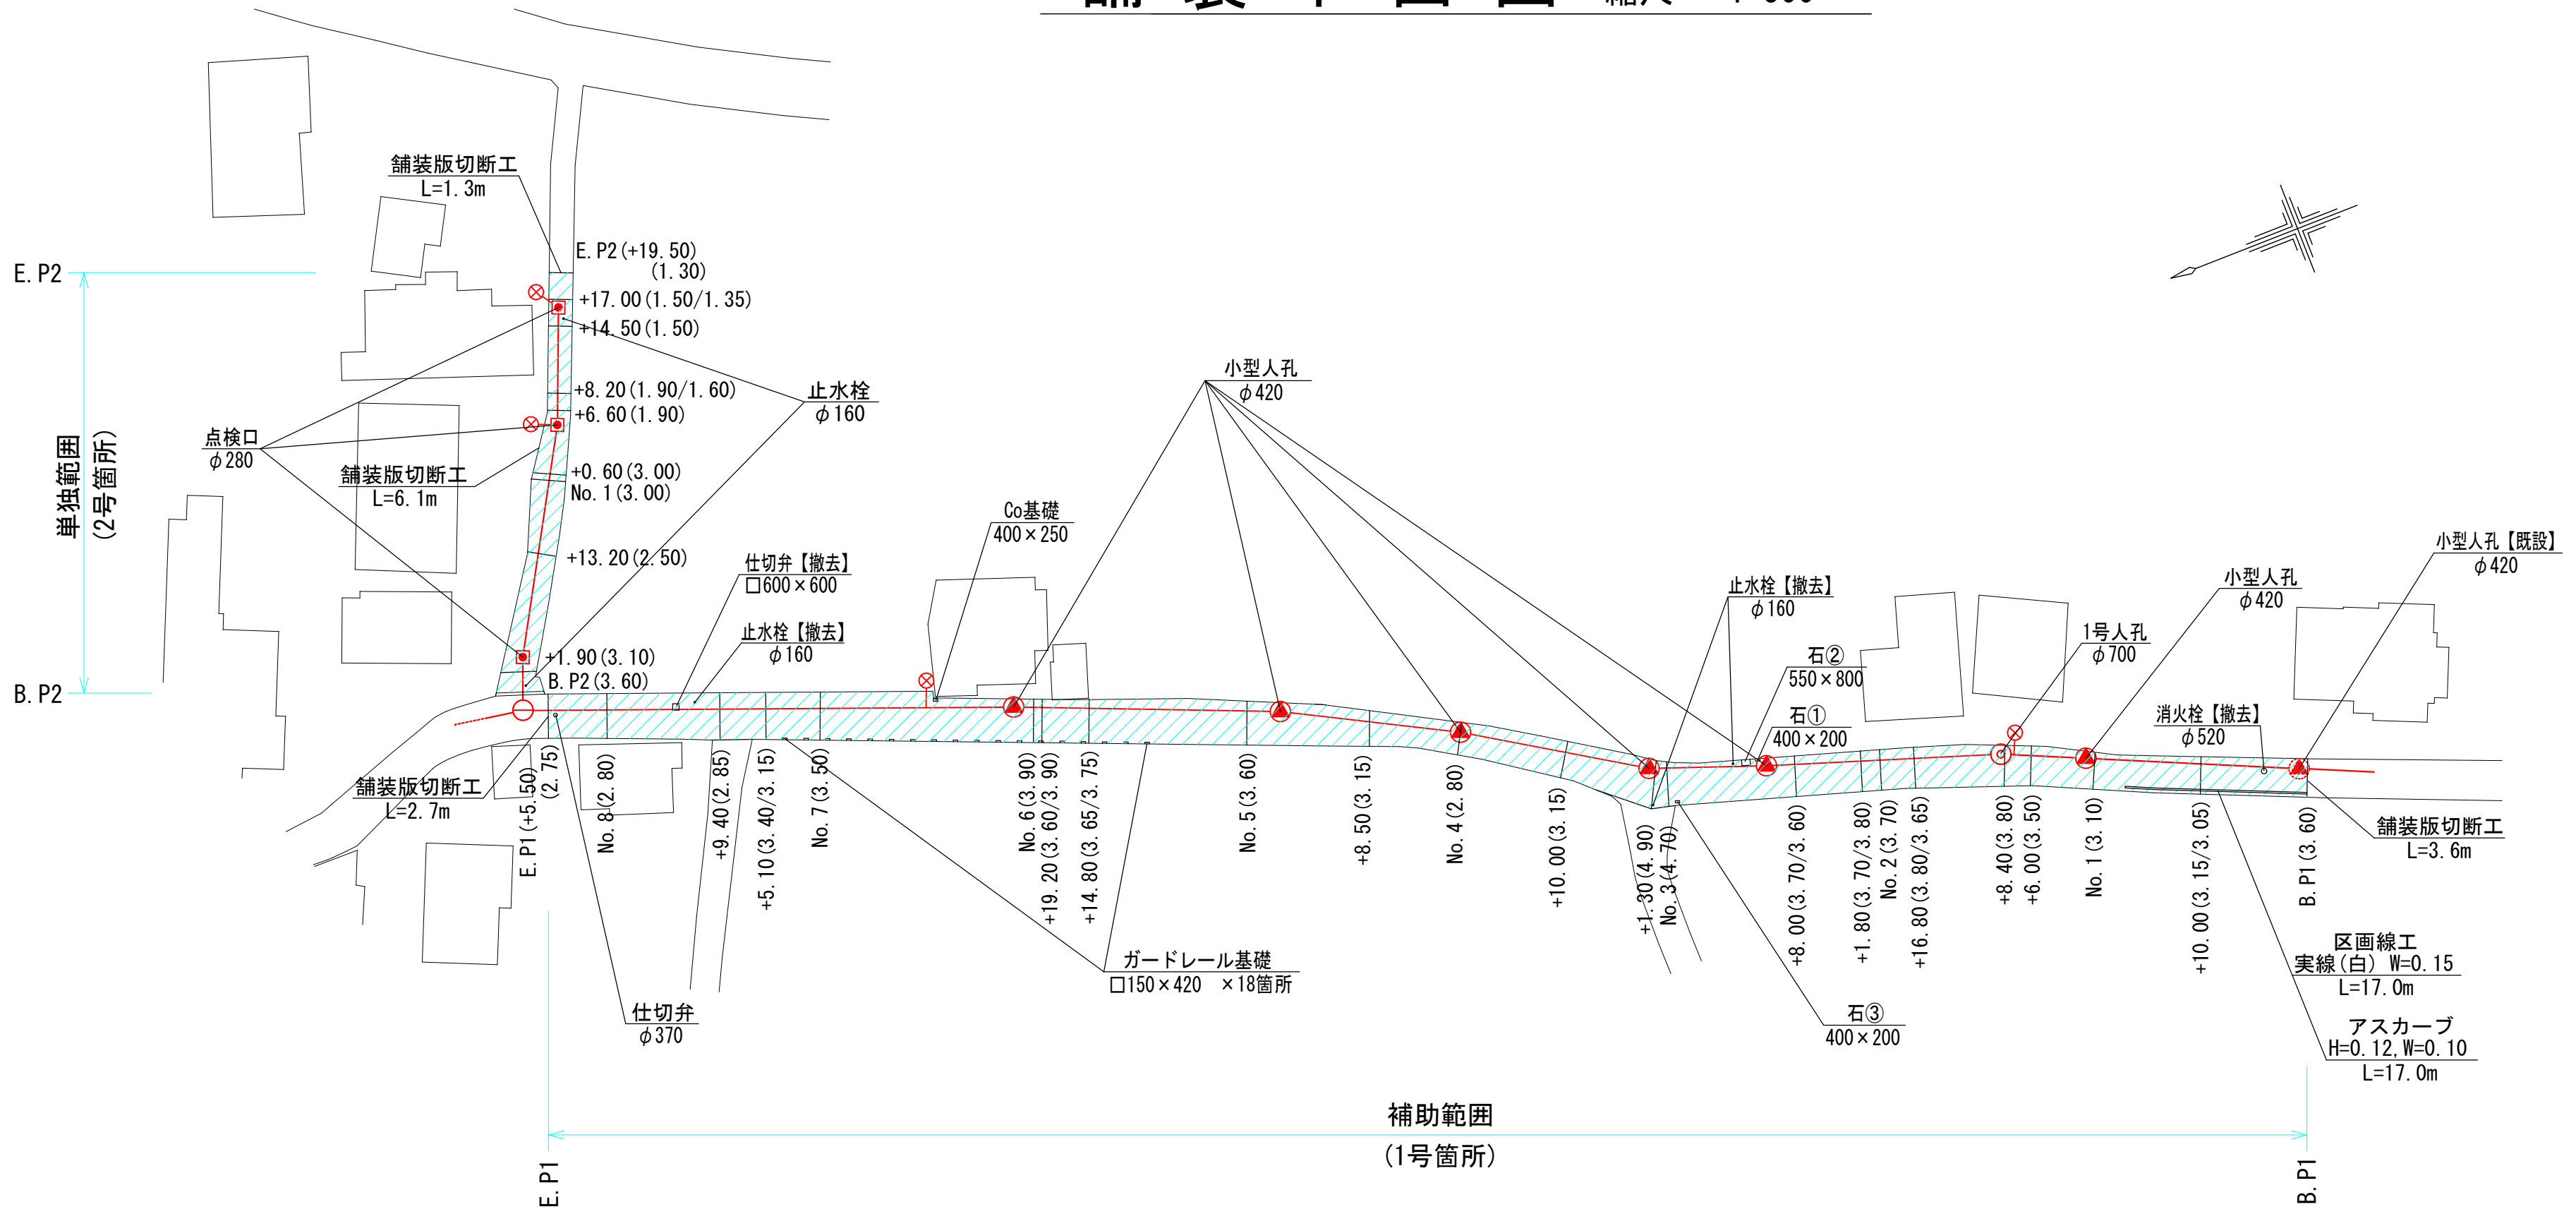 舗装平面図
縮尺
舗装版切断工
L=1.3m
E.P2(+19.50)
(1.30)
E.P2
+17.00(1.50/1.35)
+14.50(1.50)
+8.20(1.90/1.60)
+6.60(1.90)
止水栓
φ160
点検口
φ280
単独範囲
(2号箇所)
舗装版切断工
L=6.1m
+0.60(3.00)
No.1(3.00)
+13.20(2.50)
+1.90(3.10)
B.P2(3.60)
B.P2
仕切弁【撤去】
□600×600
止水栓【撤去】
φ160
Co基礎
400×250
小型人孔
φ420
止水栓【撤去】
φ160
石②
550×800
石①
400×200
1号人孔
φ700
小型人孔
φ420
小型人孔【既設】
φ420
消火栓【撤去】
φ520
舗装版切断工
L=2.7m
E.P1(+5.50)
(2.75)
No.8(2.80)
+9.40(2.85)
+5.10(3.40/3.15)
No.7(3.50)
No.6(3.90)
+19.20(3.60/3.90)
+14.80(3.65/3.75)
No.5(3.60)
+8.50(3.15)
No.4(2.80)
+10.00(3.15)
+1.30(4.90)
No.3(4.70)
+8.00(3.70/3.60)
+1.80(3.70/3.80)
No.2(3.70)
+16.80(3.80/3.65)
+8.40(3.80)
+6.00(3.50)
No.1(3.10)
+10.00(3.15/3.05)
B.P1(3.60)
舗装版切断工
L=3.6m
仕切弁
φ370
ガードレール基礎
□150×420 ×18箇所
石③
400×200
区画線工
実線(白) W=0.15
L=17.0m
アスカーブ
H=0.12,W=0.10
L=17.0m
補助範囲
(1号箇所)
E.P1
B.P1